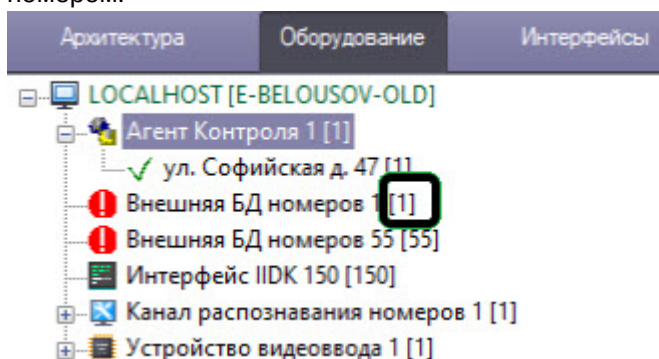 Архитектура Оборудование Интерфейсы
LOCALHOST [E-BELOUSOV-OLD]
Агент Контроля 1 [1]
ул. Софийская д. 47 [1]
Внешняя БД номеров 1 [1]
Внешняя БД номеров 55 [55]
Интерфейс IIDK 150 [150]
Канал распознавания номеров 1 [1]
Устройство видеоввода 1 [1]